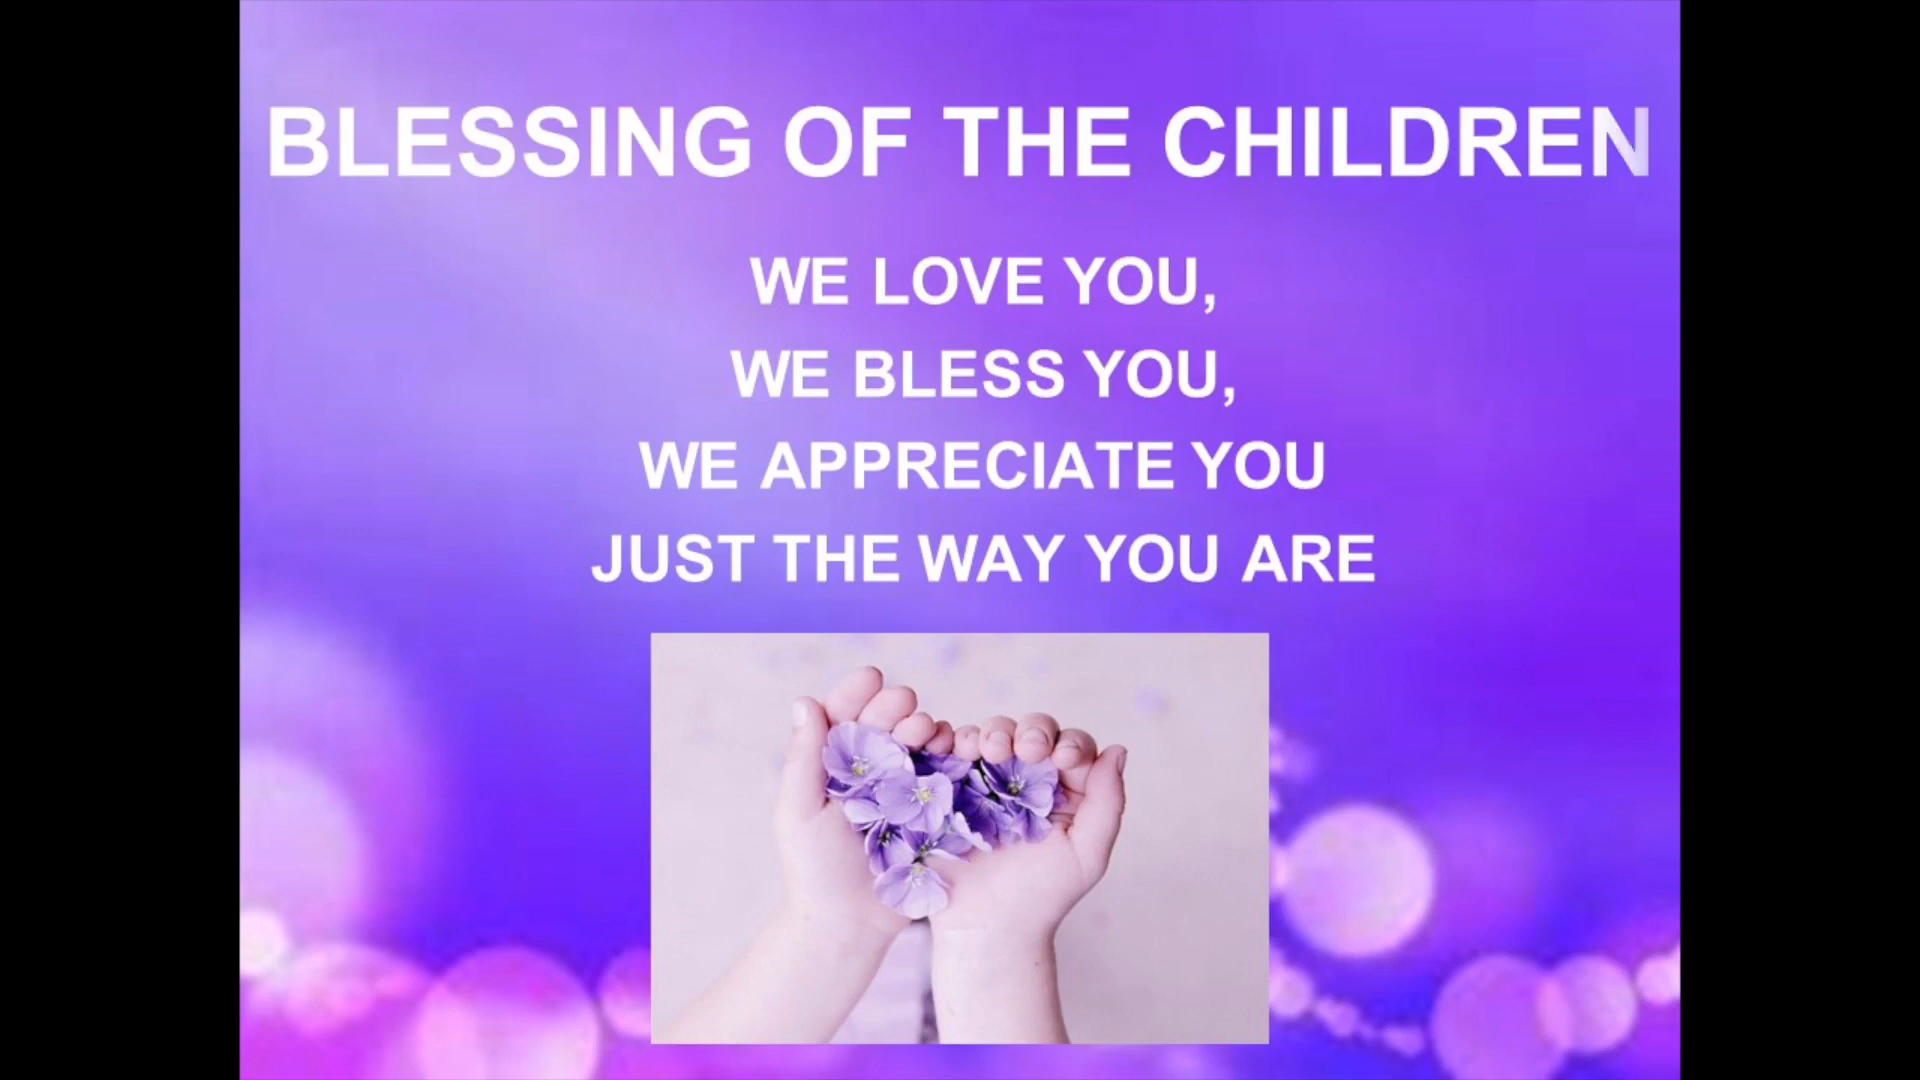 BLESSING OF THE CHILDREN
WE LOVE YOU,
WE BLESS YOU,
WE APPRECIATE YOU
JUST THE WAY YOU ARE